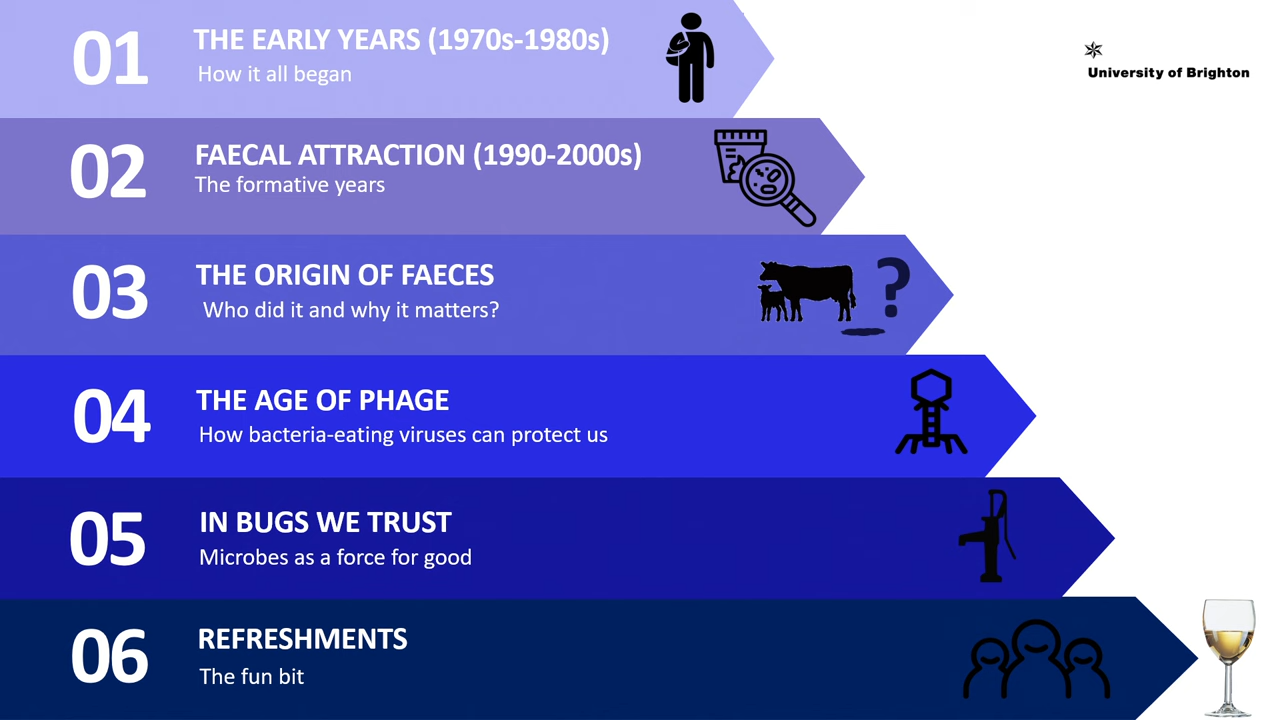 01
THE EARLY YEARS (1970s-1980s)
How it all began
University of Brighton
02
FAECAL ATTRACTION (1990-2000s)
The formative years
03
THE ORIGIN OF FAECES
Who did it and why it matters?
?
04
THE AGE OF PHAGE
How bacteria-eating viruses can protect us
05
IN BUGS WE TRUST
Microbes as a force for good
06
REFRESHMENTS
The fun bit